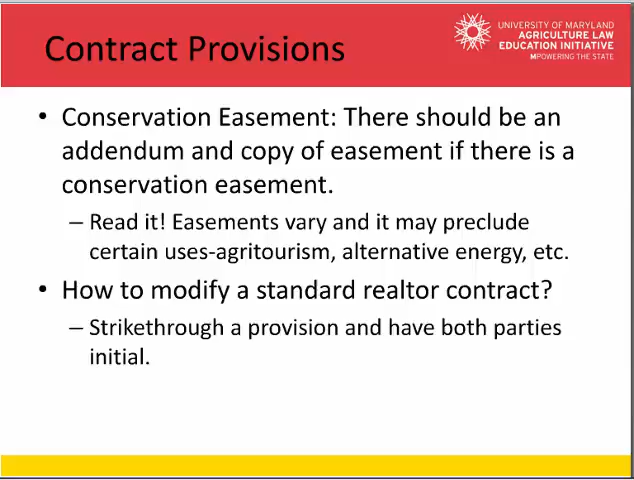 Contract Provisions
UNIVERSITY OF MARYLAND
AGRICULTURE LAW
EDUCATION INITIATIVE
MPOWERING THE STATE
• Conservation Easement: There should be an
addendum and copy of easement if there is a
conservation easement.
– Read it! Easements vary and it may preclude
certain uses-agritourism, alternative energy, etc.
• How to modify a standard realtor contract?
– Strikethrough a provision and have both parties
initial.